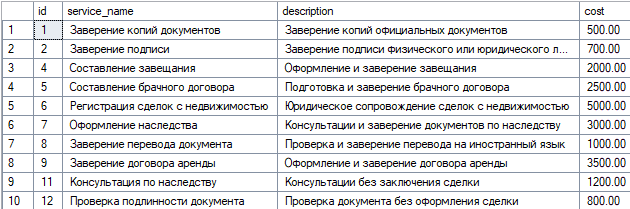 id service_name description cost
1 1 Заверение копий документов Заверение копий официальных документов 500.00
2 2 Заверение подписи Заверение подписи физического или юридического л... 700.00
3 4 Составление завещания Оформление и заверение завещания 2000.00
4 5 Составление брачного договора Подготовка и заверение брачного договора 2500.00
5 6 Регистрация сделок с недвижимостью Юридическое сопровождение сделок с недвижимостью 5000.00
6 7 Оформление наследства Консультации и заверение документов по наследству 3000.00
7 8 Заверение перевода документа Проверка и заверение перевода на иностранный язык 1000.00
8 9 Заверение договора аренды Оформление и заверение договора аренды 3500.00
9 11 Консультация по наследству Консультации без заключения сделки 1200.00
10 12 Проверка подлинности документа Проверка документа без оформления сделки 800.00